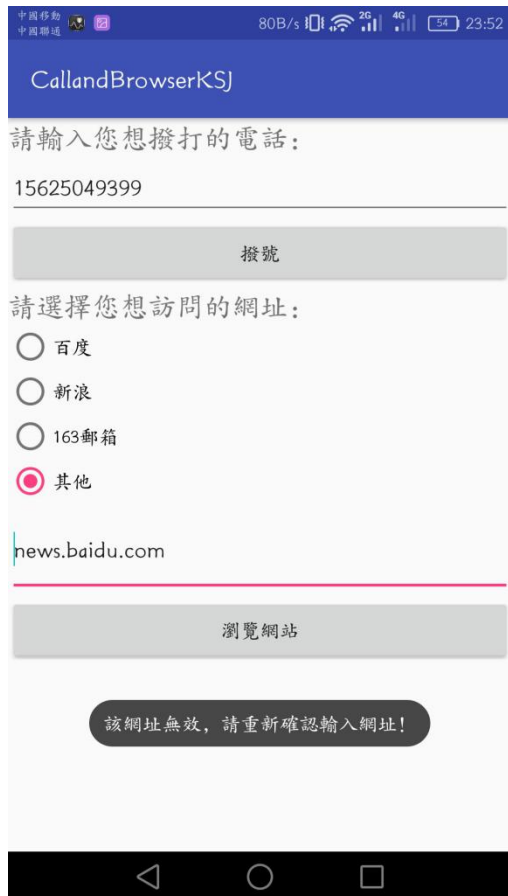 中國移動
中國聯通
80B/s 2G 4G 54 23:52
CallandBrowserKSJ
請輸入您想撥打的電話:
15625049399
撥號
請選擇您想訪問的網址:
百度
新浪
163郵箱
其他
news.baidu.com
瀏覽網站
該網址無效，請重新確認輸入網址!